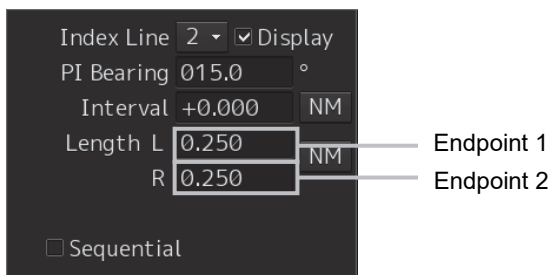 Index Line 2 Display
PI Bearing 015.0 °
Interval +0.000 NM
Length L 0.250 NM Endpoint 1
R 0.250 Endpoint 2
Sequential